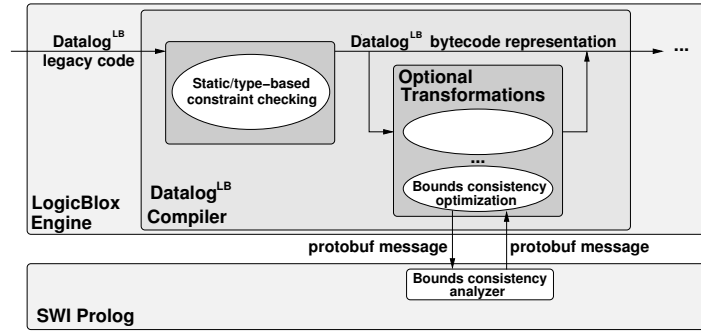 Datalog^LB
legacy code
Static/type−based
constraint checking
Datalog^LB bytecode representation
...
Optional
Transformations
...
Bounds consistency
optimization
LogicBlox
Engine
Datalog^LB
Compiler
protobuf message
protobuf message
Bounds consistency
analyzer
SWI Prolog